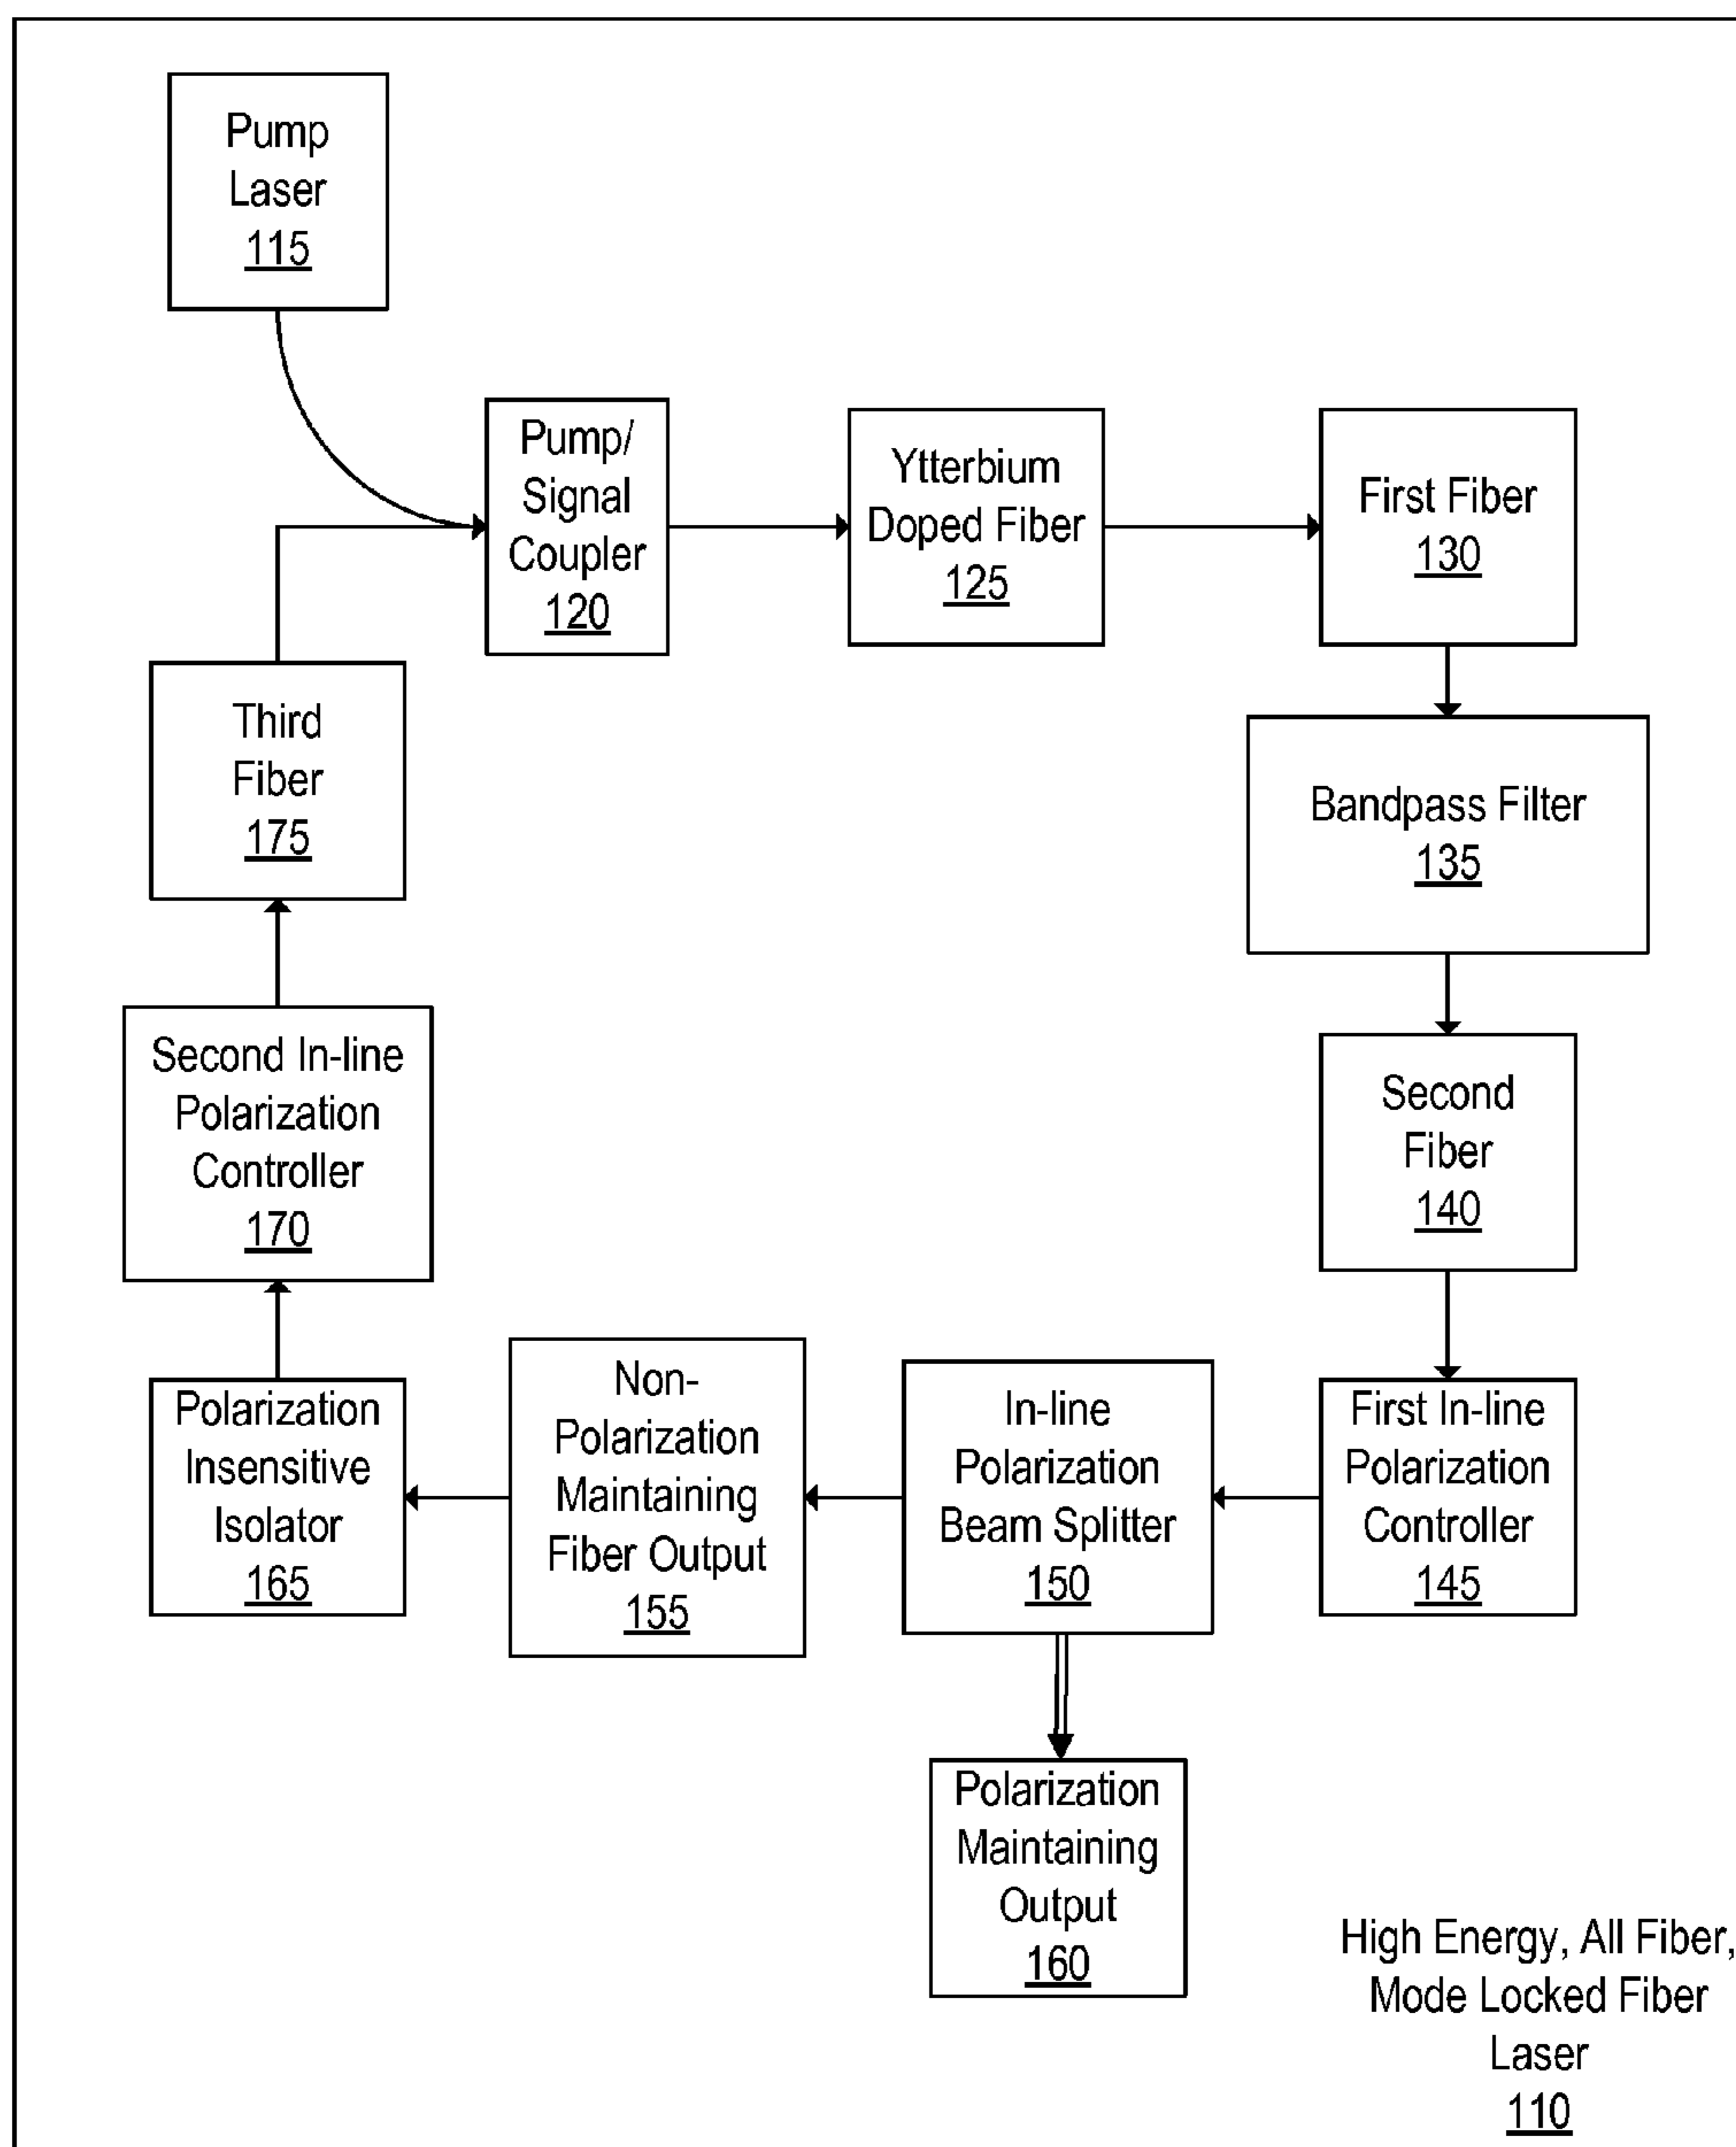 Pump
Laser
115
Pump/
Signal
Coupler
120
Ytterbium
Doped Fiber
125
First Fiber
130
Third
Fiber
175
Bandpass Filter
135
Second In-line
Polarization
Controller
170
Second
Fiber
140
Polarization
Insensitive
Isolator
165
Non-
Polarization
Maintaining
Fiber Output
155
In-line
Polarization
Beam Splitter
150
First In-line
Polarization
Controller
145
Polarization
Maintaining
Output
160
High Energy, All Fiber,
Mode Locked Fiber
Laser
110